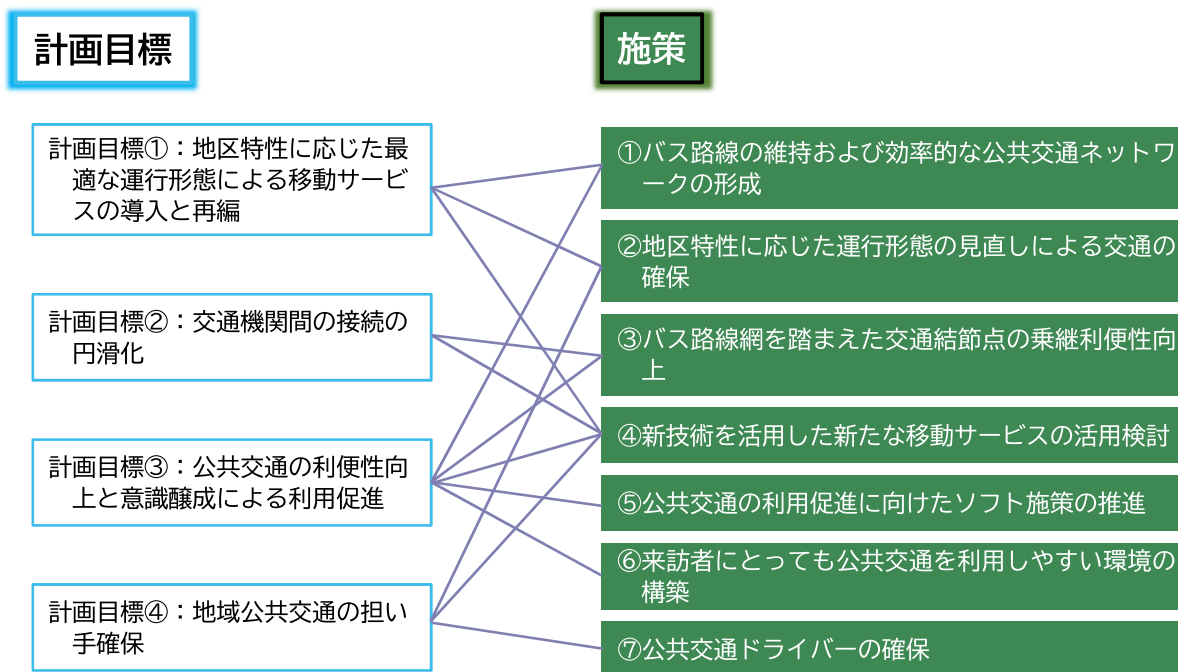 計画目標
施策
計画目標①：地区特性に応じた最
適な運行形態による移動サービ
スの導入と再編
計画目標②：交通機関間の接続の
円滑化
計画目標③：公共交通の利便性向
上と意識醸成による利用促進
計画目標④：地域公共交通の担い
手確保
①バス路線の維持および効率的な公共交通ネットワ
ークの形成
②地区特性に応じた運行形態の見直しによる交通の
確保
③バス路線網を踏まえた交通結節点の乗継利便性向
上
④新技術を活用した新たな移動サービスの活用検討
⑤公共交通の利用促進に向けたソフト施策の推進
⑥来訪者にとっても公共交通を利用しやすい環境の
構築
⑦公共交通ドライバーの確保